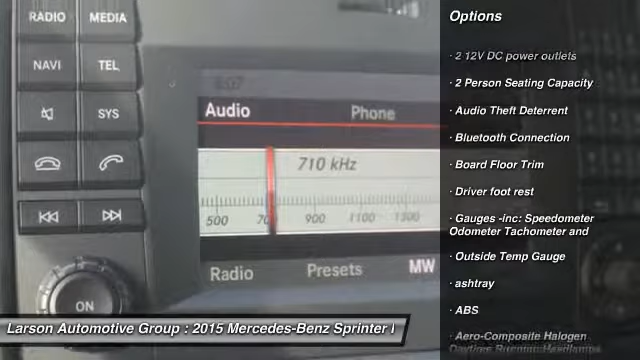 RADIO
MEDIA
NAVI
TEL
SYS
ON
Audio
Phone
710 kHz
500
900
1100
1300
Radio
Presets
MW
Options
· 2 12V DC power outlets
· 2 Person Seating Capacity
· Audio Theft Deterrent
· Bluetooth Connection
· Board Floor Trim
· Driver foot rest
· Gauges -inc: Speedometer
Odometer Tachometer and
· Outside Temp Gauge
· ashtray
· ABS
· Aero-Composite Halogen
Daytime Running Headlamps
Larson Automotive Group : 2015 Mercedes-Benz Sprinter